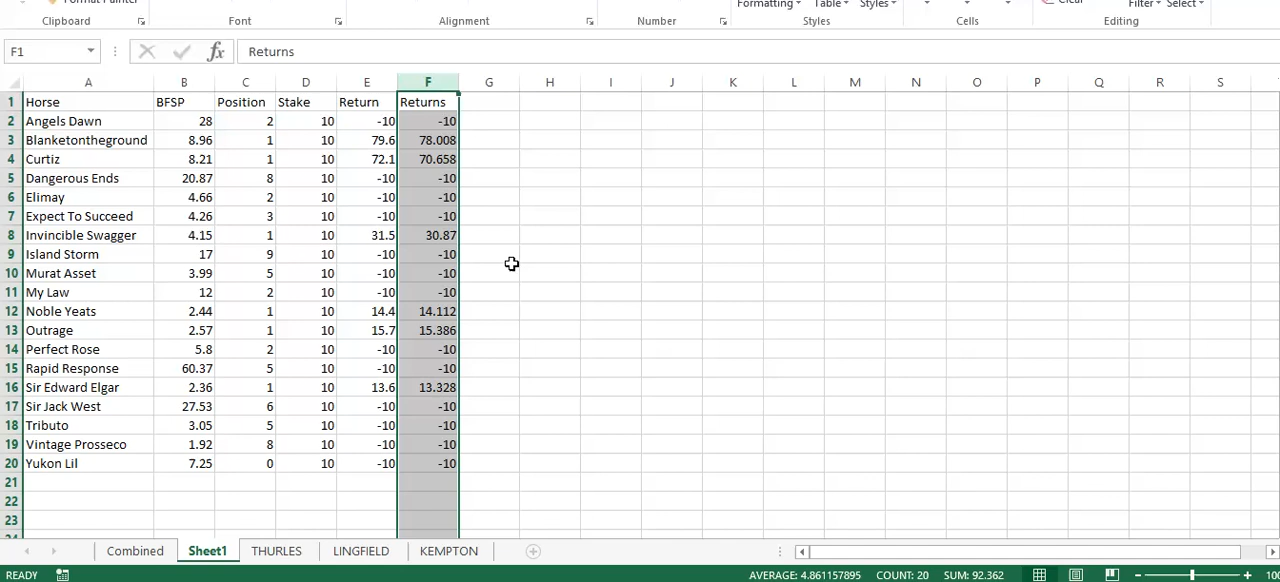 Format Painter Formatting Table Styles Clear Filter Select
Clipboard Font Alignment Number Styles Cells Editing
F1 fx Returns
A B C D E F G H I J K L M N O P Q R S
1 Horse BFSP Position Stake Return Returns
2 Angels Dawn 28 2 10 -10 -10
3 Blanketontheground 8.96 1 10 79.6 78.008
4 Curtiz 8.21 1 10 72.1 70.658
5 Dangerous Ends 20.87 8 10 -10 -10
6 Elimay 4.66 2 10 -10 -10
7 Expect To Succeed 4.26 3 10 -10 -10
8 Invincible Swagger 4.15 1 10 31.5 30.87
9 Island Storm 17 9 10 -10 -10
10 Murat Asset 3.99 5 10 -10 -10
11 My Law 12 2 10 -10 -10
12 Noble Yeats 2.44 1 10 14.4 14.112
13 Outrage 2.57 1 10 15.7 15.386
14 Perfect Rose 5.8 2 10 -10 -10
15 Rapid Response 60.37 5 10 -10 -10
16 Sir Edward Elgar 2.36 1 10 13.6 13.328
17 Sir Jack West 27.53 6 10 -10 -10
18 Tributo 3.05 5 10 -10 -10
19 Vintage Prosseco 1.92 8 10 -10 -10
20 Yukon Lil 7.25 0 10 -10 -10
21
22
23
Combined Sheet1 THURLES LINGFIELD KEMPTON
READY AVERAGE: 4.861157895 COUNT: 20 SUM: 92.362